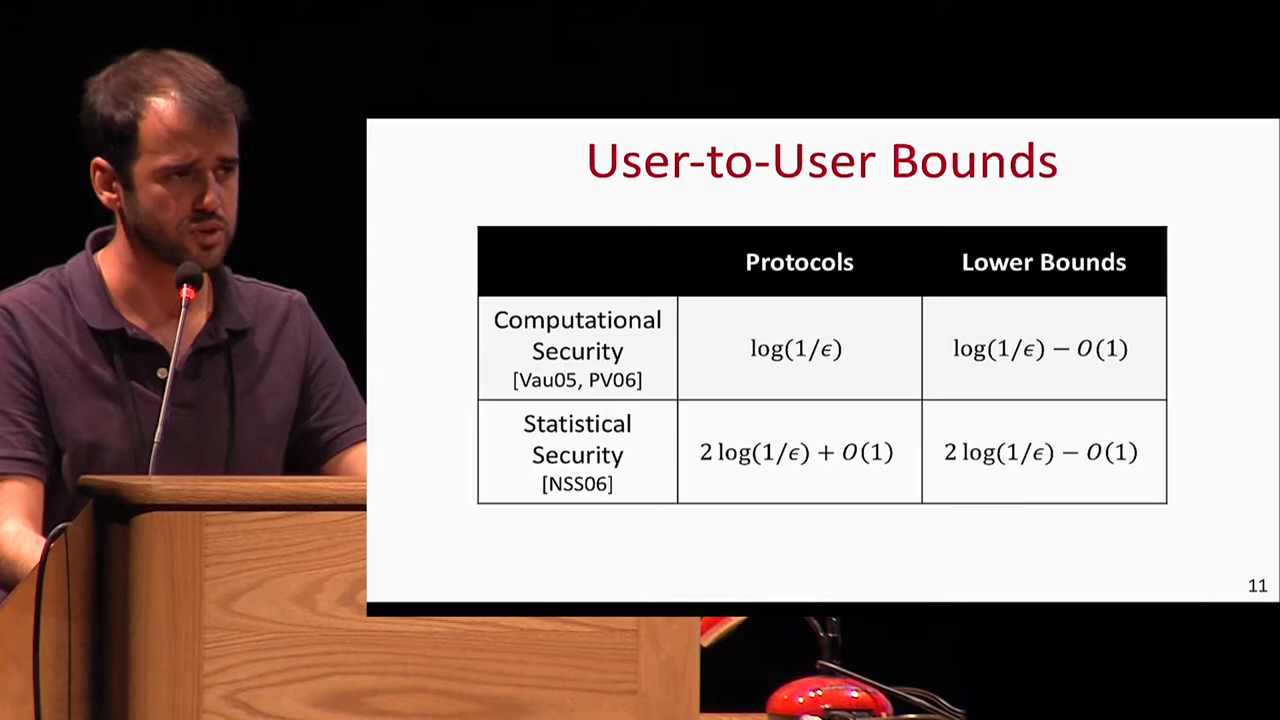 User-to-User Bounds
Protocols
Lower Bounds
Computational
Security
[Vau05, PV06]
log(1/ϵ)
log(1/ϵ) − O(1)
Statistical
Security
[NSS06]
2 log(1/ϵ) + O(1)
2 log(1/ϵ) − O(1)
11